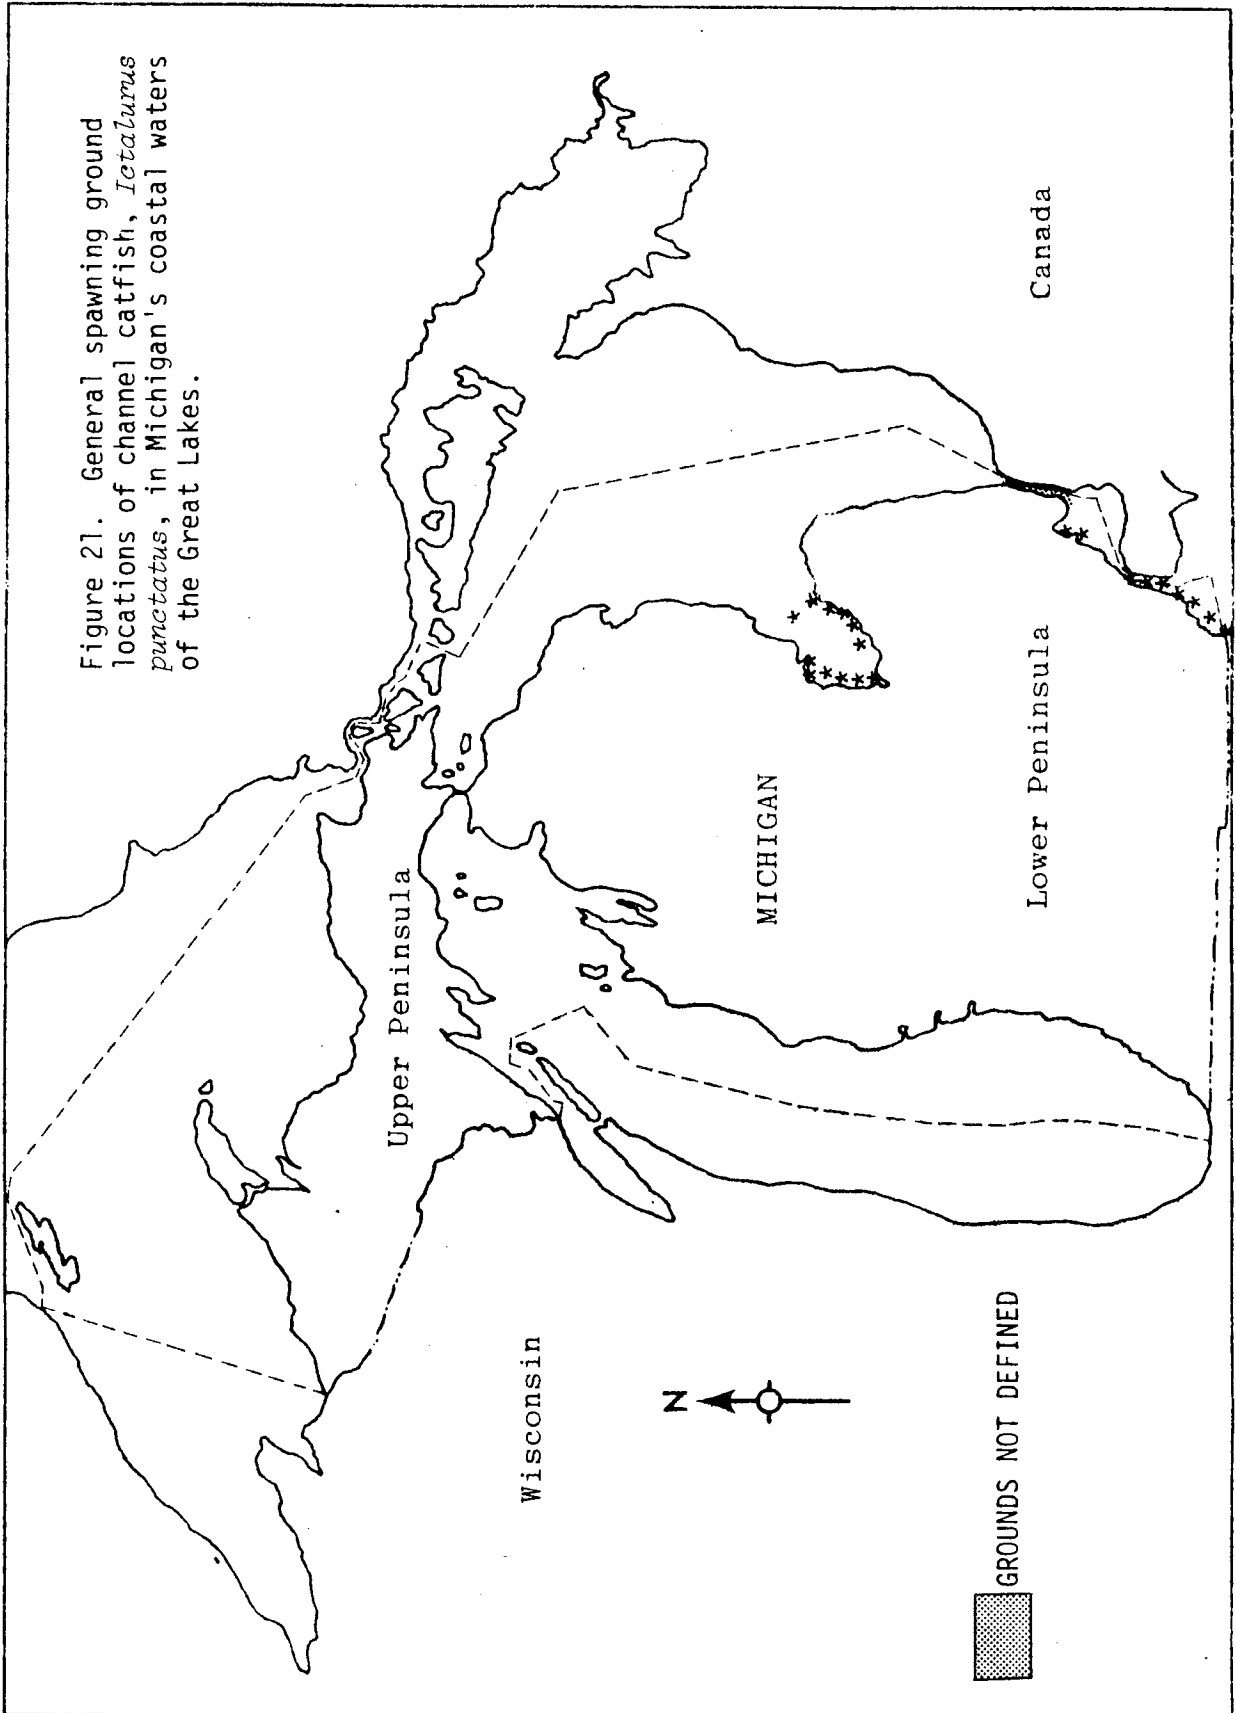 Figure 21. General spawning ground
locations of channel catfish, Ictalurus
punctatus, in Michigan's coastal waters
of the Great Lakes.
Upper Peninsula
Wisconsin
MICHIGAN
Canada
Lower Peninsula
N
GROUNDS NOT DEFINED